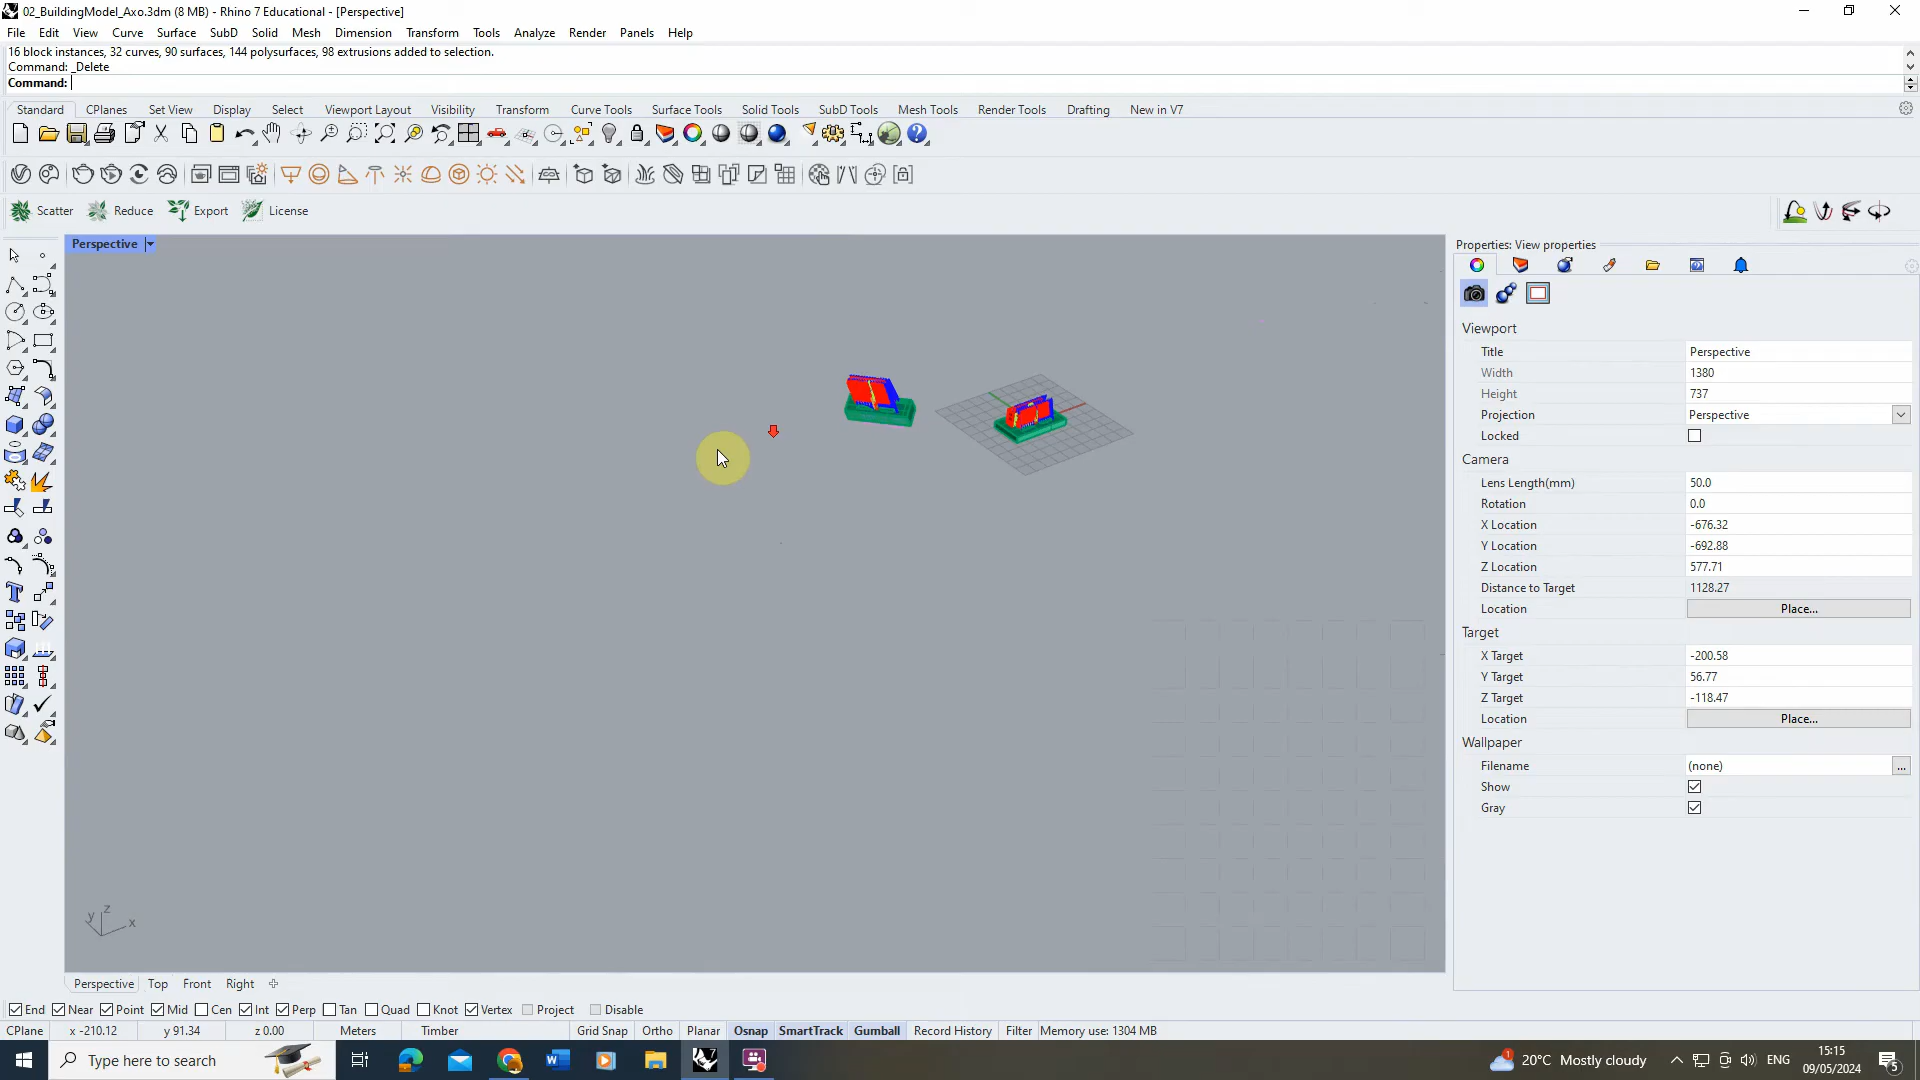 02_BuildingModel_Axo.3dm (8 MB) - Rhino 7 Educational - [Perspective]
File Edit View Curve Surface SubD Solid Mesh Dimension Transform Tools Analyze Render Panels Help
16 block instances, 32 curves, 90 surfaces, 144 polysurfaces, 98 extrusions added to selection.
Command: _Delete
Command:
Standard CPlanes Set View Display Select Viewport Layout Visibility Transform Curve Tools Surface Tools Solid Tools SubD Tools Mesh Tools Render Tools Drafting New in V7
Scatter Reduce Export License
Perspective
Properties: View properties
Viewport
Title Perspective
Width 1380
Height 737
Projection Perspective
Locked
Camera
Lens Length(mm) 50.0
Rotation 0.0
X Location -676.32
Y Location -692.88
Z Location 577.71
Distance to Target 1128.27
Location Place...
Target
X Target -200.58
Y Target 56.77
Z Target -118.47
Location Place...
Wallpaper
Filename (none) ...
Show
Gray
z
y
x
Perspective Top Front Right
End Near Point Mid Cen Int Perp Tan Quad Knot Vertex Project Disable
CPlane x -210.12 y 91.34 z 0.00 Meters Timber Grid Snap Ortho Planar Osnap SmartTrack Gumball Record History Filter Memory use: 1304 MB
Type here to search
1
20°C Mostly cloudy
ENG
15:15
09/05/2024
5